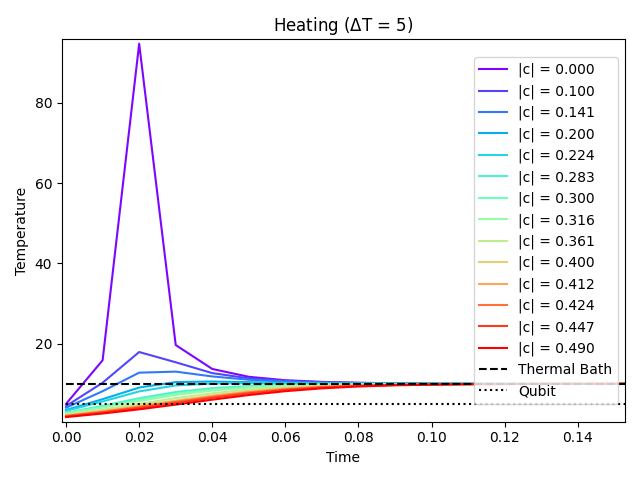 Heating (ΔT = 5)
Temperature
80
60
40
20
0.00
0.02
0.04
0.06
0.08
0.10
0.12
0.14
Time
|c| = 0.000
|c| = 0.100
|c| = 0.141
|c| = 0.200
|c| = 0.224
|c| = 0.283
|c| = 0.300
|c| = 0.316
|c| = 0.361
|c| = 0.400
|c| = 0.412
|c| = 0.424
|c| = 0.447
|c| = 0.490
Thermal Bath
Qubit